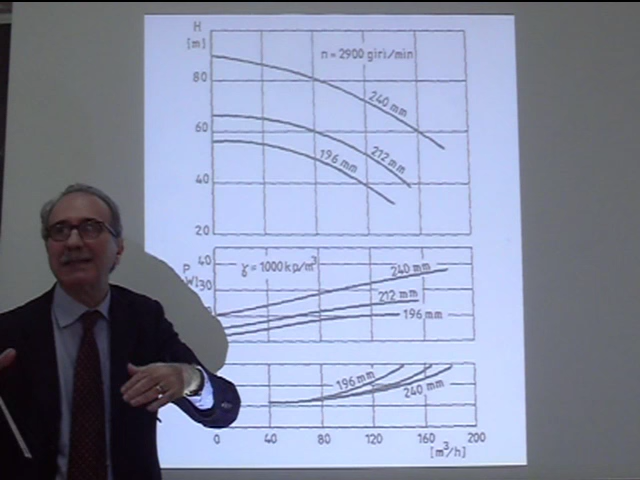 H
[m]
n = 2900 giri/min
80
240 mm
60
212 mm
196 mm
40
20
P
40
γ = 1000 kp/m³
240 mm
W]
30
212 mm
196 mm
196 mm
240 mm
0 40 80 120 160 200
[m³/h]